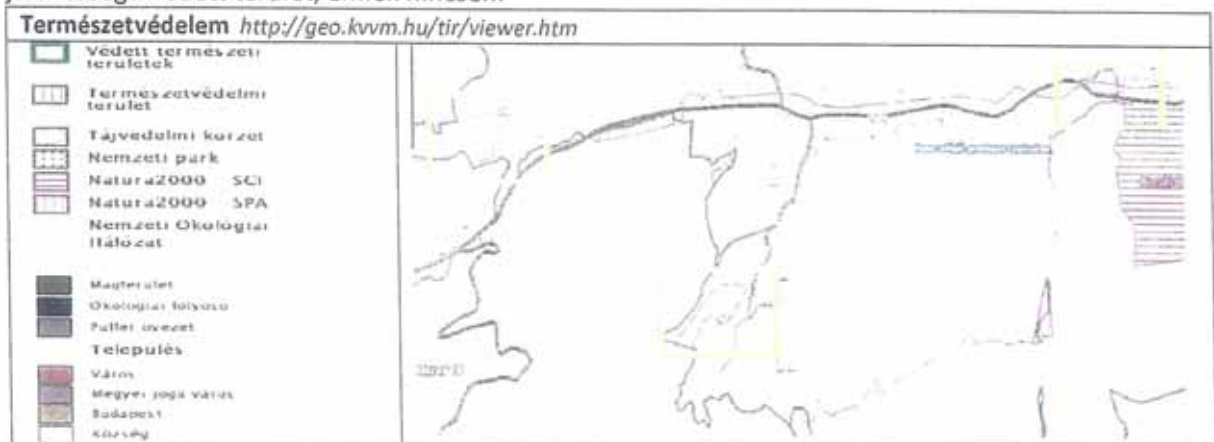 Természetvédelem http://geo.kvvm.hu/tir/viewer.htm
Védett természeti
területek
Természetvédelmi
terület
Tájvédelmi körzet
Nemzeti park
Natura2000 SCI
Natura2000 SPA
Nemzeti Ökológiai
Hálózat
Magterület
Ökológiai folyosó
Puffer övezet
Település
Város
Megyei jogú város
Budapest
Község